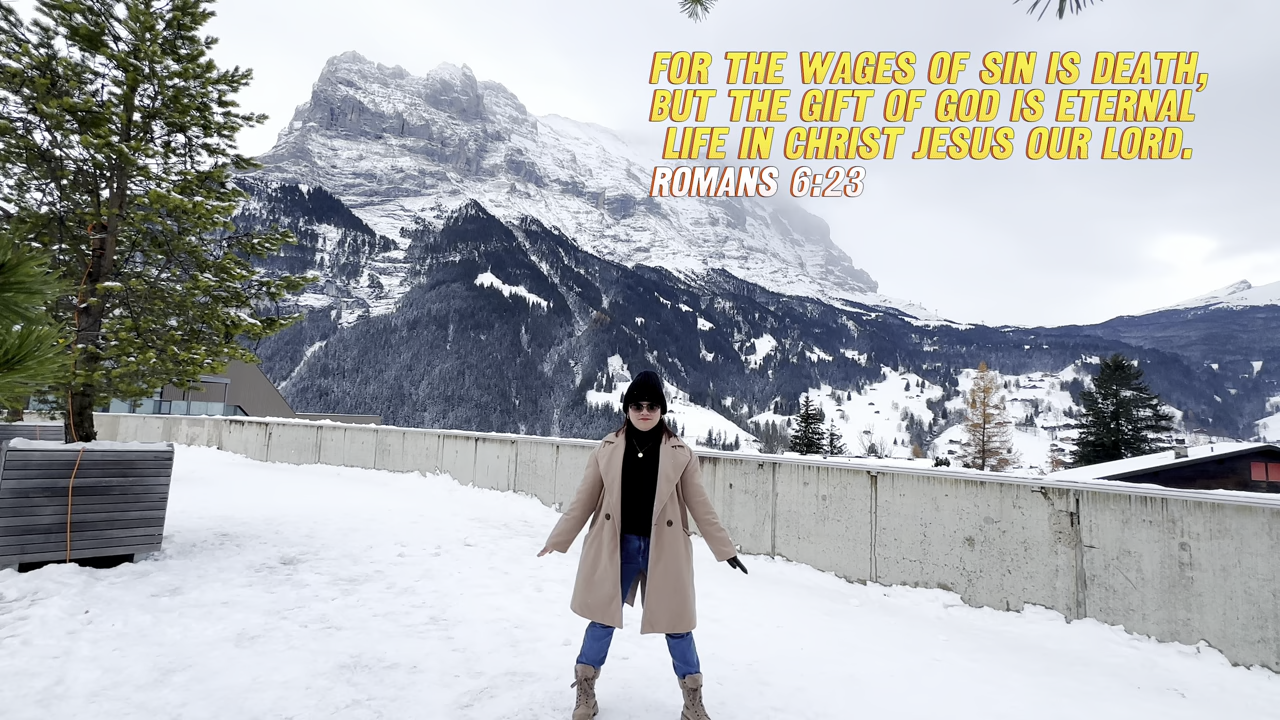 FOR THE WAGES OF SIN IS DEATH,
BUT THE GIFT OF GOD IS ETERNAL
LIFE IN CHRIST JESUS OUR LORD.
ROMANS 6:23